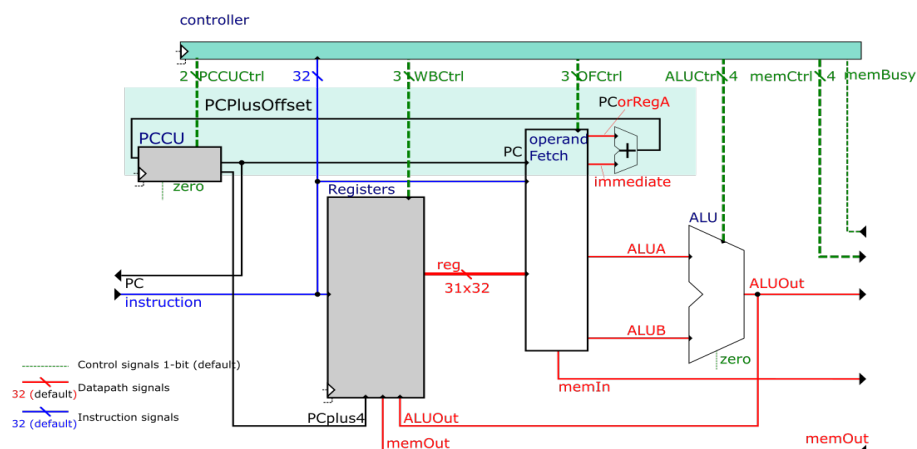 controller
2 PCCUCtrl
32
3 WBCtrl
3 OFCtrl
ALUCtrl 4
memCtrl 4
memBusy
PCPlusOffset
PCorRegA
PCCU
operand
Fetch
PC
+
immediate
zero
Registers
ALU
reg
31x32
ALUA
ALUOut
PC
instruction
ALUB
zero
memIn
Control signals 1-bit (default)
32 (default) Datapath signals
32 (default) Instruction signals
PCplus4
ALUOut
memOut
memOut